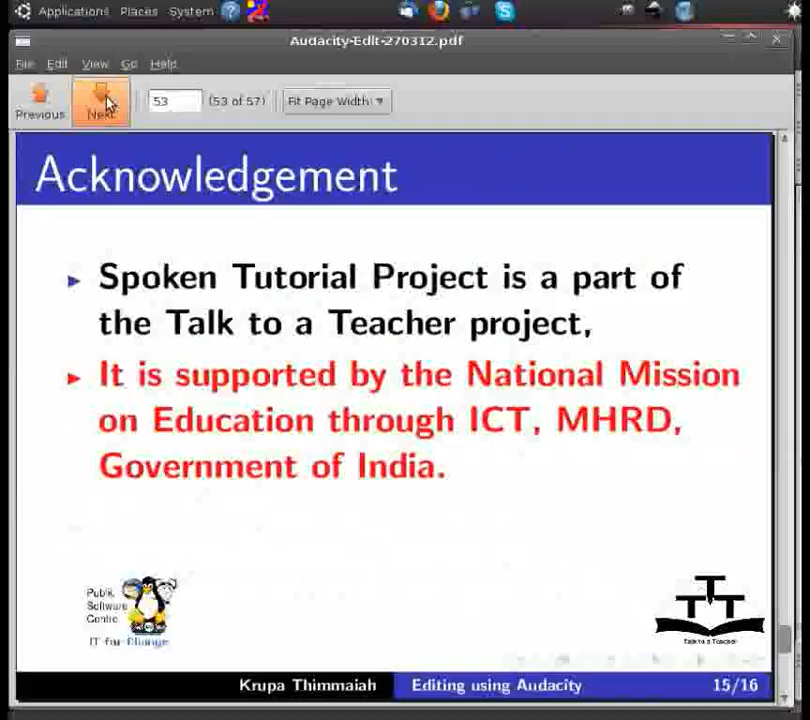 Applications Places System
Audacity-Edit-270312.pdf
File Edit View Go Help
Previous Next 53 (53 of 57) Fit Page Width
Acknowledgement
Spoken Tutorial Project is a part of
the Talk to a Teacher project,
It is supported by the National Mission
on Education through ICT, MHRD,
Government of India.
Public
Software
Centre
IT for Change
T T T
Talk to a Teacher
Krupa Thimmaiah Editing using Audacity 15/16